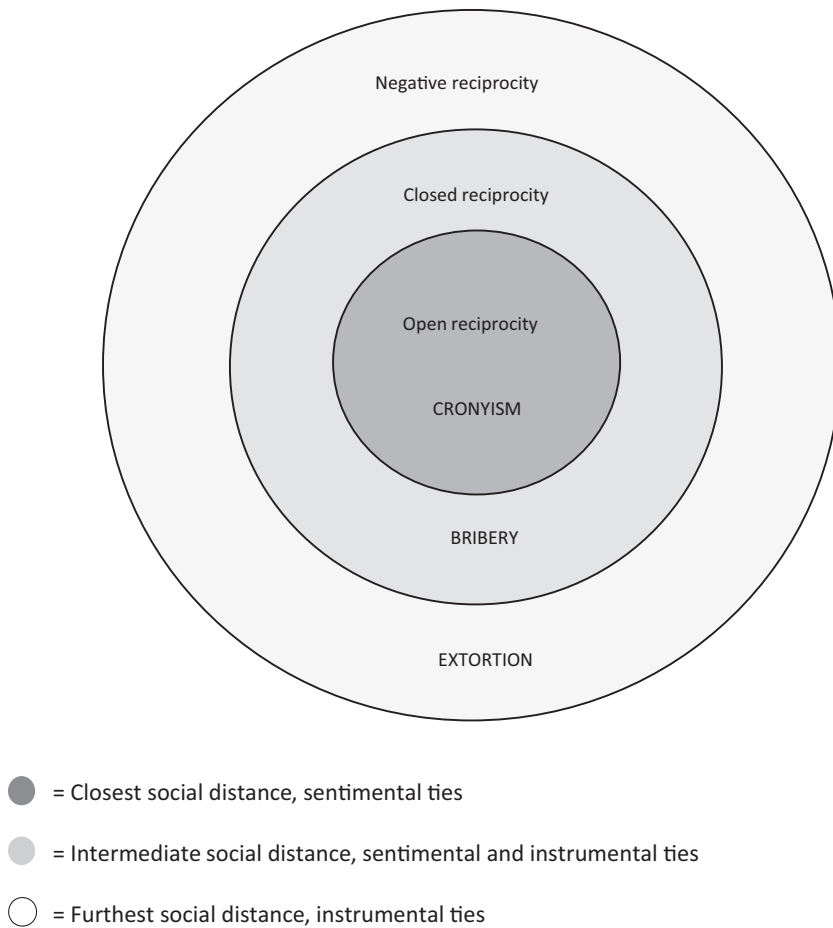 Negative reciprocity
Closed reciprocity
Open reciprocity
CRONYISM
BRIBERY
EXTORTION
= Closest social distance, sentimental ties
= Intermediate social distance, sentimental and instrumental ties
= Furthest social distance, instrumental ties